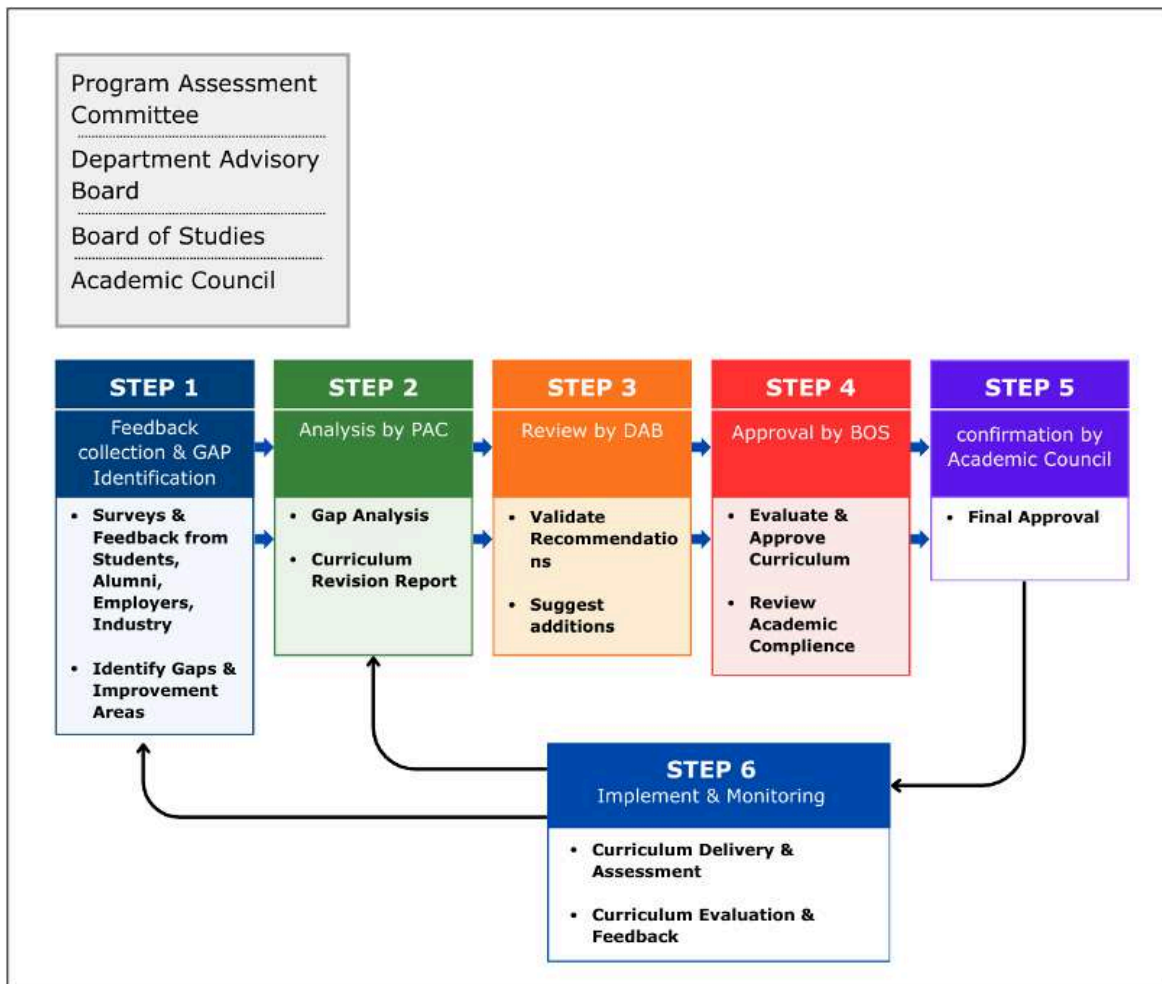 Program Assessment
Committee
Department Advisory
Board
Board of Studies
Academic Council
STEP 1
Feedback
collection & GAP
Identification
• Surveys &
Feedback from
Students,
Alumni,
Employers,
Industry
• Identify Gaps &
Improvement
Areas
STEP 2
Analysis by PAC
• Gap Analysis
• Curriculum
Revision Report
STEP 3
Review by DAB
• Validate
Recommendatio
ns
• Suggest
additions
STEP 4
Approval by BOS
• Evaluate &
Approve
Curriculum
• Review
Academic
Complience
STEP 5
confirmation by
Academic Council
• Final Approval
STEP 6
Implement & Monitoring
• Curriculum Delivery &
Assessment
• Curriculum Evaluation &
Feedback